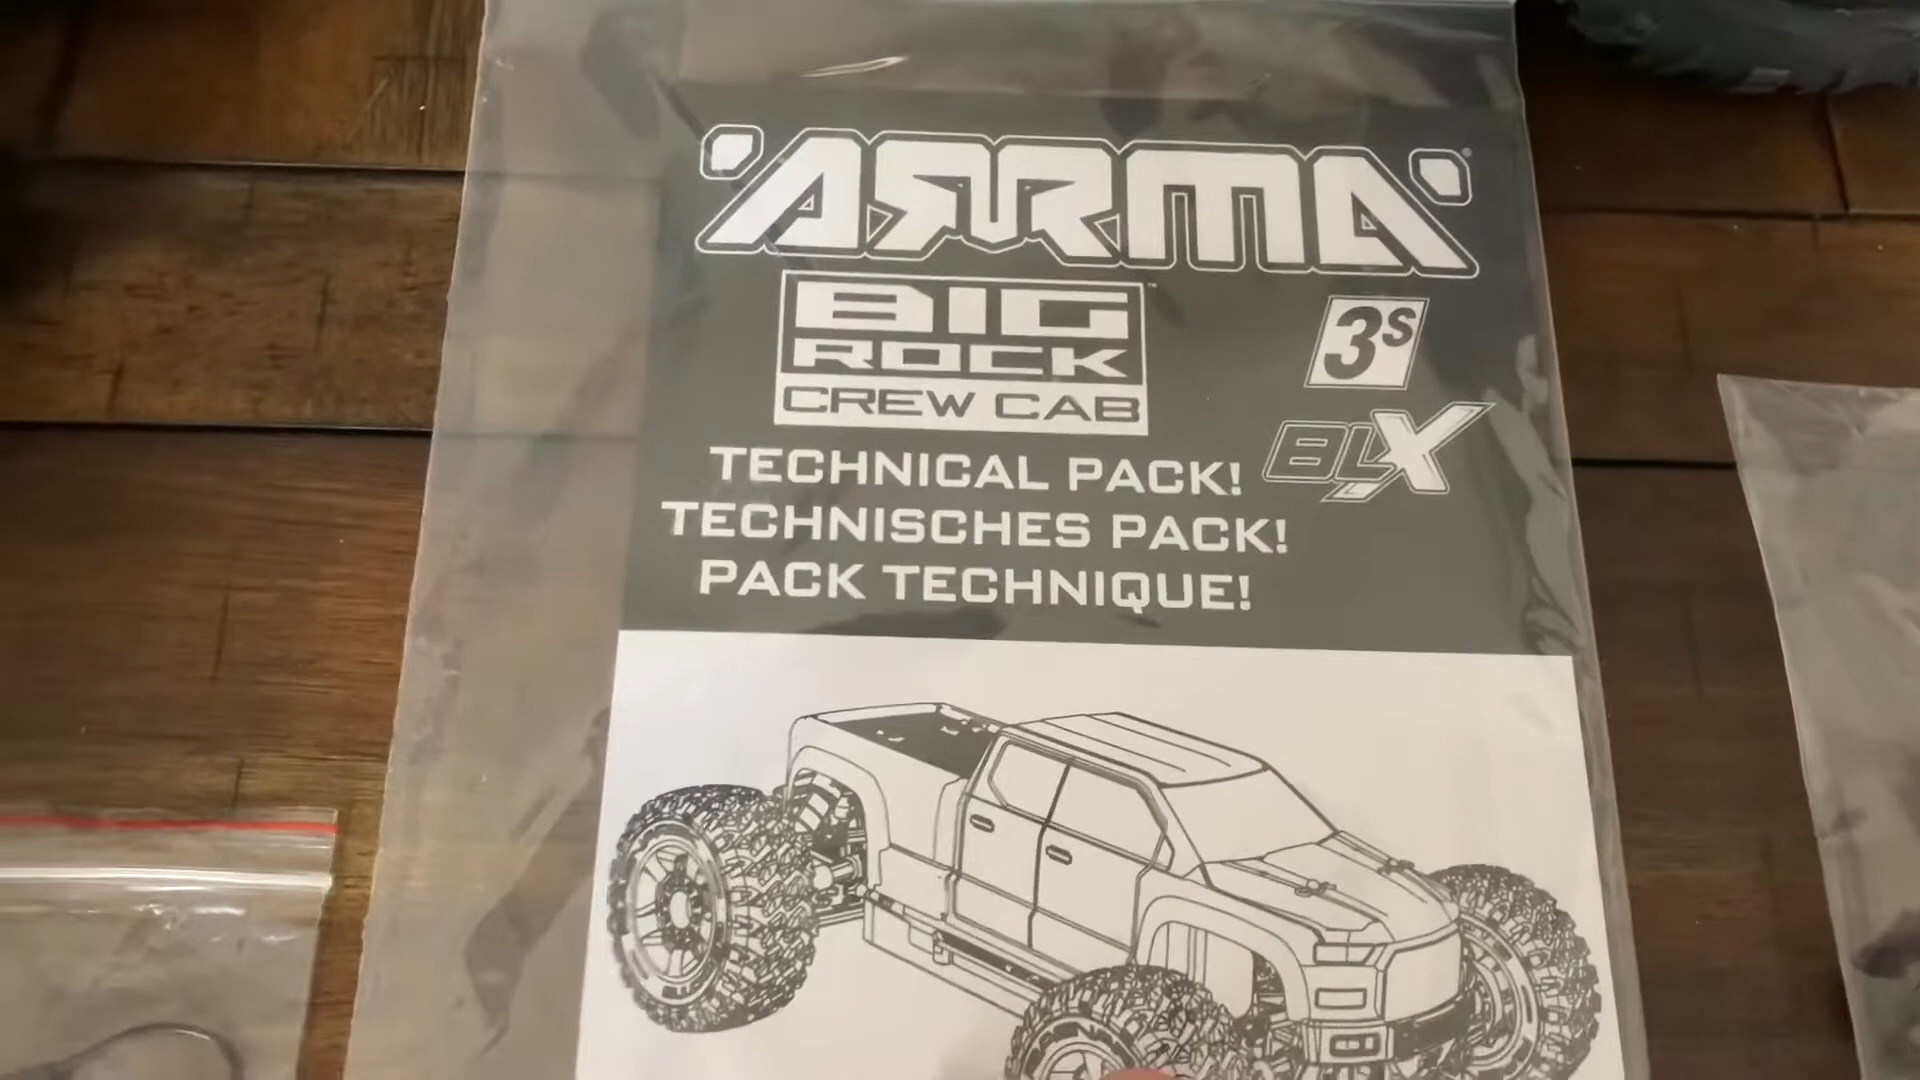 ARRMA
BIG
ROCK
CREW CAB
3S
BLX
TECHNICAL PACK!
TECHNISCHES PACK!
PACK TECHNIQUE!